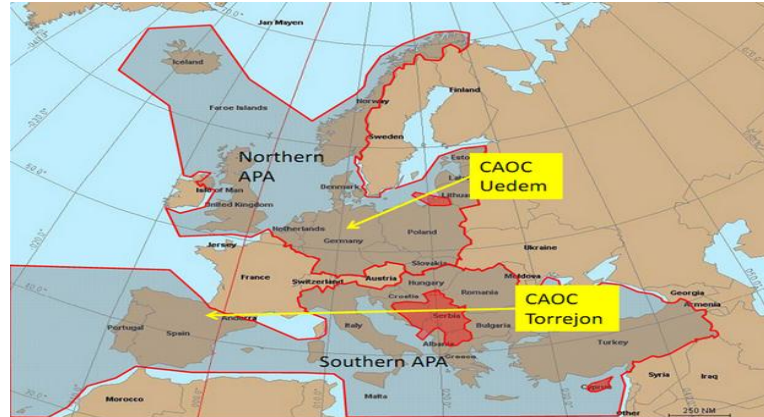 Jan Mayen
Iceland
Faroe Islands
Norway
Finland
Sweden
Northern
APA
CAOC
Uedem
Isle of Man
United Kingdom
Denmark
Netherlands
Germany
Poland
Jersey
Slovakia
Ukraine
France
Switzerland
Austria
Hungary
Moldova
Croatia
Romania
Georgia
Armenia
CAOC
Torrejon
Andorra
Portugal
Spain
Italy
Serbia
Bulgaria
Albania
Turkey
Southern APA
Greece
Syria
Iraq
Cyprus
Morocco
Malta
Other
250 NM